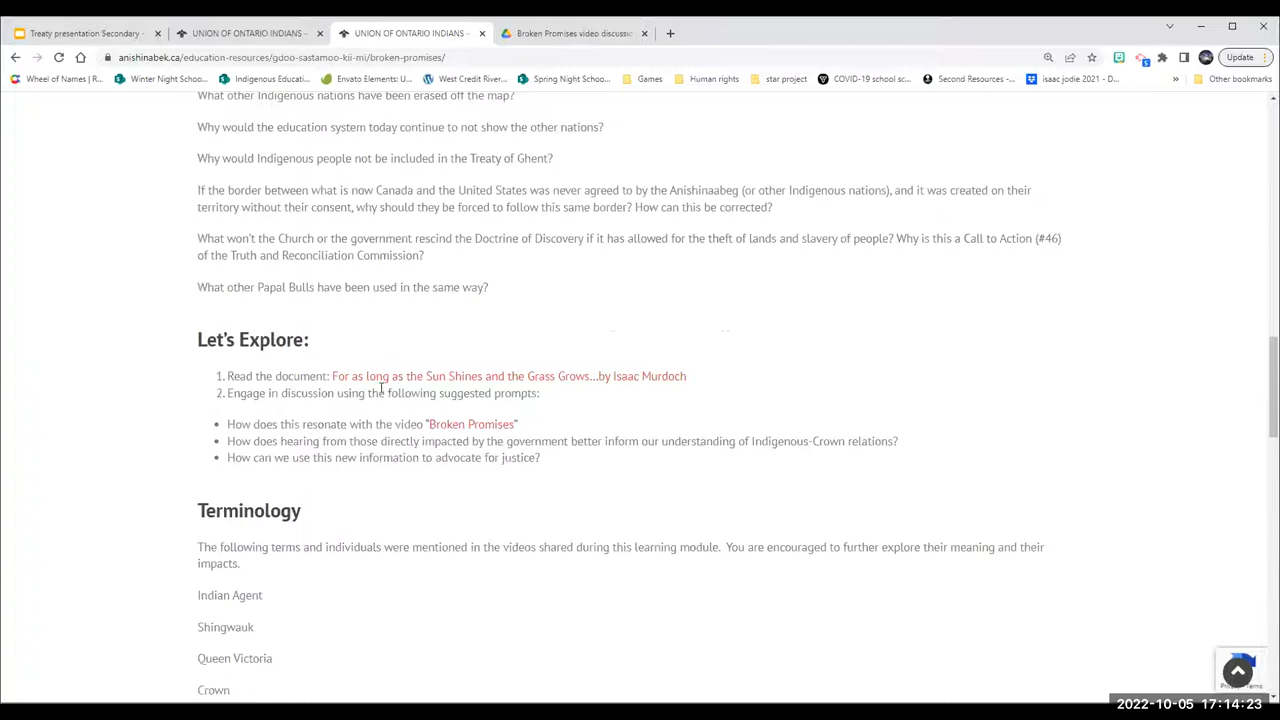 Treaty presentation Secondary -
UNION OF ONTARIO INDIANS -
UNION OF ONTARIO INDIANS -
Broken Promises video discussio
anishinabek.ca/education-resources/gdoo-sastamoo-kii-mi/broken-promises/
Update
Wheel of Names | R...
Winter Night Schoo...
Indigenous Educati...
Envato Elements: U...
West Credit River...
Spring Night Schoo...
Games
Human rights
star project
COVID-19 school sc...
Second Resources -...
isaac jodie 2021 - D...
Other bookmarks
What other Indigenous nations have been erased off the map?
Why would the education system today continue to not show the other nations?
Why would Indigenous people not be included in the Treaty of Ghent?
If the border between what is now Canada and the United States was never agreed to by the Anishinaabeg (or other Indigenous nations), and it was created on their
territory without their consent, why should they be forced to follow this same border? How can this be corrected?
What won't the Church or the government rescind the Doctrine of Discovery if it has allowed for the theft of lands and slavery of people? Why is this a Call to Action (#46)
of the Truth and Reconciliation Commission?
What other Papal Bulls have been used in the same way?
Let's Explore:
1. Read the document: For as long as the Sun Shines and the Grass Grows...by Isaac Murdoch
2. Engage in discussion using the following suggested prompts:
• How does this resonate with the video "Broken Promises"
• How does hearing from those directly impacted by the government better inform our understanding of Indigenous-Crown relations?
• How can we use this new information to advocate for justice?
Terminology
The following terms and individuals were mentioned in the videos shared during this learning module. You are encouraged to further explore their meaning and their
impacts.
Indian Agent
Shingwauk
Queen Victoria
Crown
2022-10-05 17:14:23